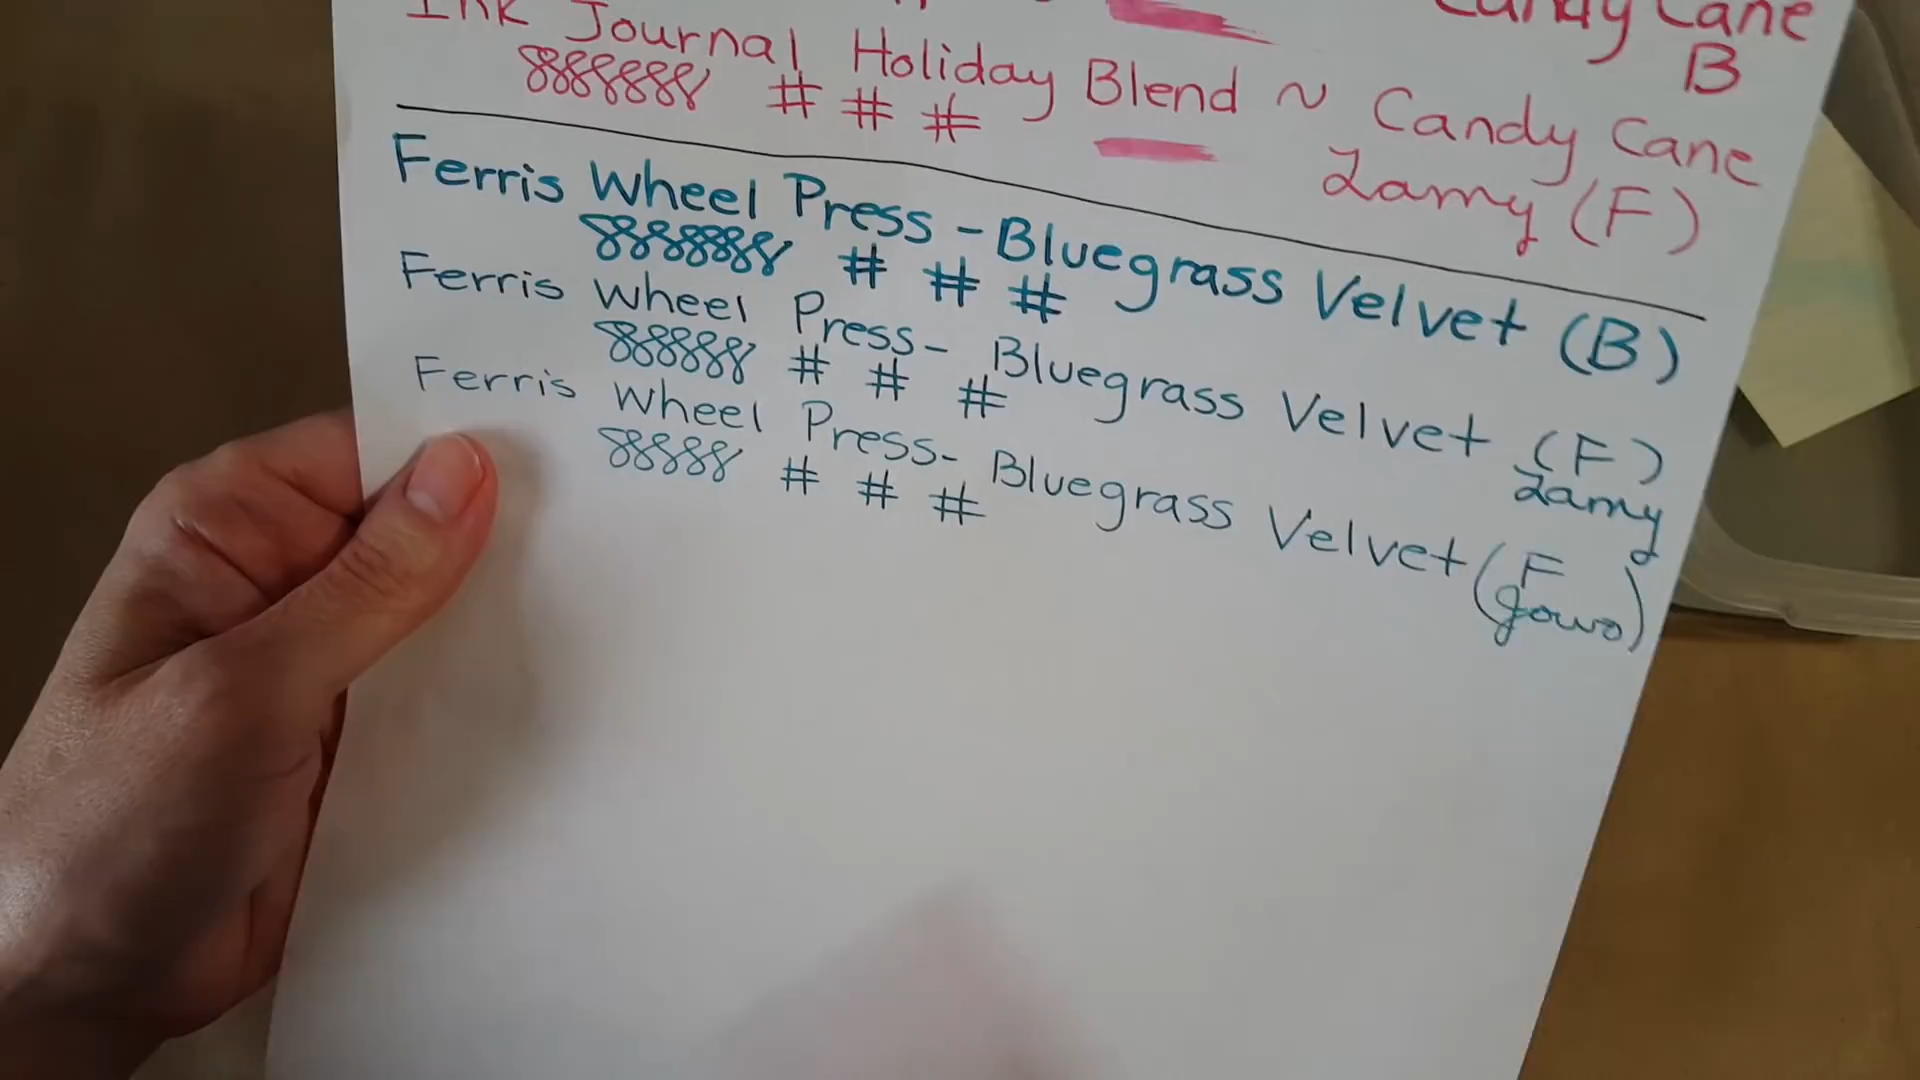 Candy Cane
B
Ink Journal Holiday Blend ~ Candy Cane
8888888 # # # Lamy (F)
Ferris Wheel Press - Bluegrass Velvet (B)
8888888 # # #
Ferris Wheel Press - Bluegrass Velvet (F)
888888 # # # Lamy
Ferris Wheel Press - Bluegrass Velvet (F
88888 # # # Jowo)